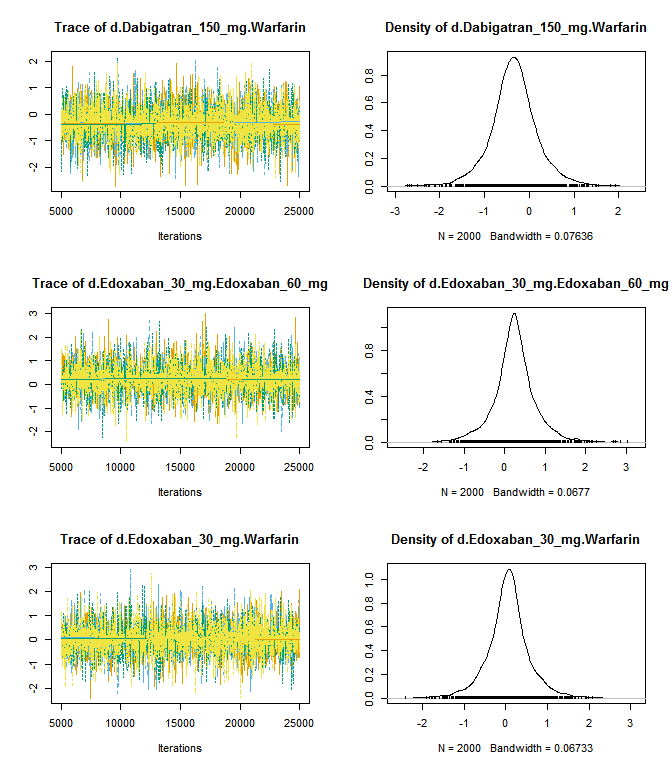 Trace of d.Dabigatran_150_mg.Warfarin
2
1
0
-1
-2
5000 10000 15000 20000 25000
Iterations
Density of d.Dabigatran_150_mg.Warfarin
0.8
0.6
0.4
0.2
0.0
-3 -2 -1 0 1 2
N = 2000 Bandwidth = 0.07636
Trace of d.Edoxaban_30_mg.Edoxaban_60_mg
3
2
1
0
-1
-2
5000 10000 15000 20000 25000
Iterations
Density of d.Edoxaban_30_mg.Edoxaban_60_mg
0.8
0.4
0.0
-2 -1 0 1 2 3
N = 2000 Bandwidth = 0.0677
Trace of d.Edoxaban_30_mg.Warfarin
3
2
1
0
-1
-2
5000 10000 15000 20000 25000
Iterations
Density of d.Edoxaban_30_mg.Warfarin
1.0
0.8
0.6
0.4
0.2
0.0
-2 -1 0 1 2 3
N = 2000 Bandwidth = 0.06733